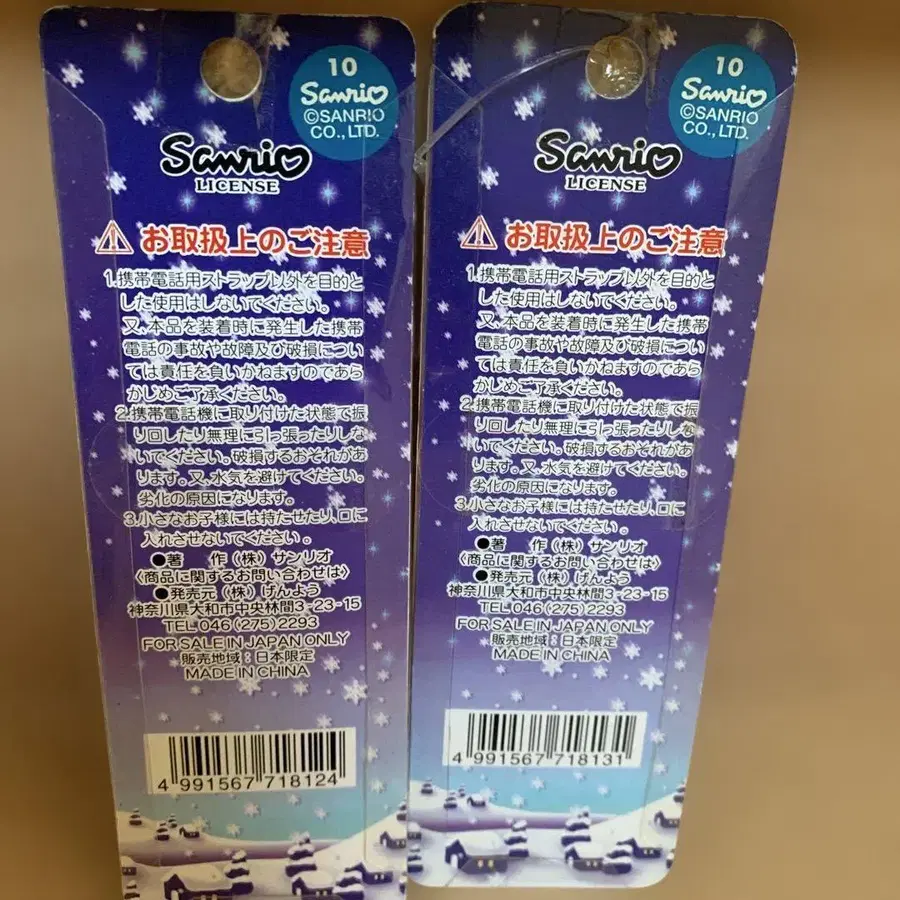 10
Sanrio
©SANRIO
CO., LTD.
Sanrio
LICENSE
お取扱上のご注意
1.携帯電話用ストラップ以外を目的と
した使用はしないでください。
又、本品を装着時に発生した携帯
電話の事故や故障及び破損につい
ては責任を負いかねますのであら
かじめご了承ください。
2.携帯電話機に取り付けた状態で振
り回したり無理に引っ張ったりしな
いでください。破損するおそれがあ
ります。又、水気を避けてください。
劣化の原因になります。
3.小さなお子様には持たせたり、口に
入れさせないでください。
●著　作 (株) サンリオ
〈商品に関するお問い合わせは〉
●発売元 (株) げんよう
神奈川県大和市中央林間3-23-15
TEL 046 (275) 2293
FOR SALE IN JAPAN ONLY
販売地域：日本限定
MADE IN CHINA
4 991567 718124
10
Sanrio
©SANRIO
CO., LTD.
Sanrio
LICENSE
お取扱上のご注意
1.携帯電話用ストラップ以外を目的と
した使用はしないでください。
又、本品を装着時に発生した携帯
電話の事故や故障及び破損につい
ては責任を負いかねますのであら
かじめご了承ください。
2.携帯電話機に取り付けた状態で振
り回したり無理に引っ張ったりしな
いでください。破損するおそれがあ
ります。又、水気を避けてください。
劣化の原因になります。
3.小さなお子様には持たせたり、口に
入れさせないでください。
●著　作 (株) サンリオ
〈商品に関するお問い合わせは〉
●発売元 (株) げんよう
神奈川県大和市中央林間3-23-15
TEL 046 (275) 2293
FOR SALE IN JAPAN ONLY
販売地域：日本限定
MADE IN CHINA
4 991567 718131